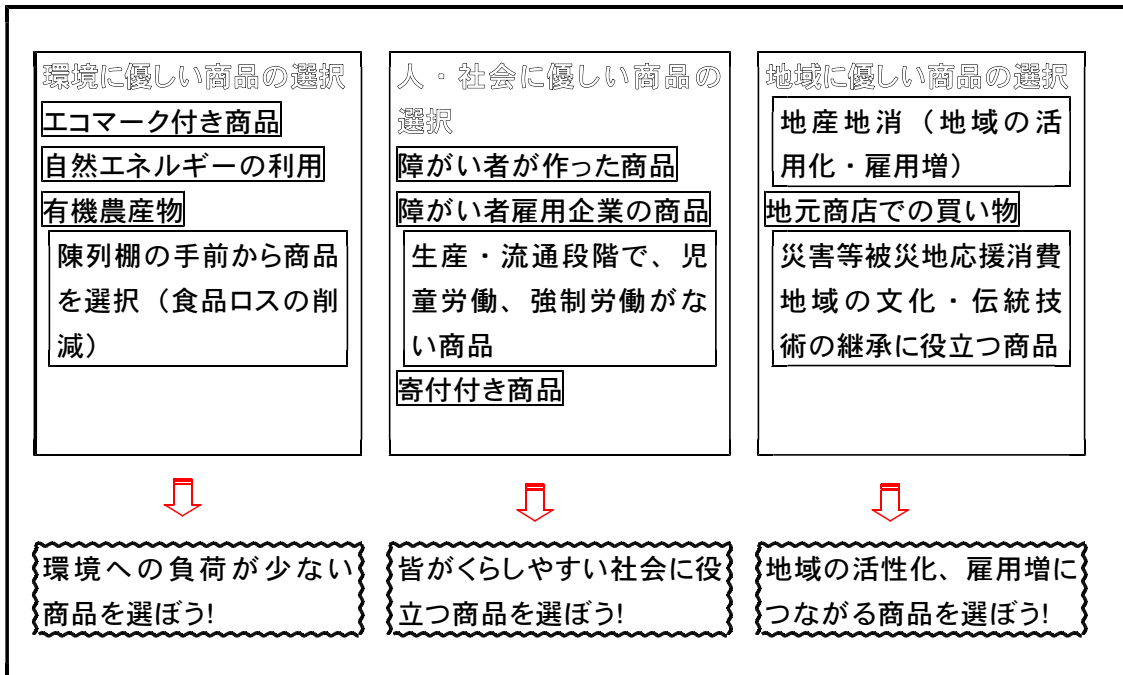 環境に優しい商品の選択
エコマーク付き商品
自然エネルギーの利用
有機農産物
陳列棚の手前から商品
を選択（食品ロスの削
減）
環境への負荷が少ない
商品を選ぼう!
人・社会に優しい商品の
選択
障がい者が作った商品
障がい者雇用企業の商品
生産・流通段階で、児
童労働、強制労働がな
い商品
寄付付き商品
皆がくらしやすい社会に役
立つ商品を選ぼう!
地域に優しい商品の選択
地産地消（地域の活
用化・雇用増）
地元商店での買い物
災害等被災地応援消費
地域の文化・伝統技
術の継承に役立つ商品
地域の活性化、雇用増に
つながる商品を選ぼう!